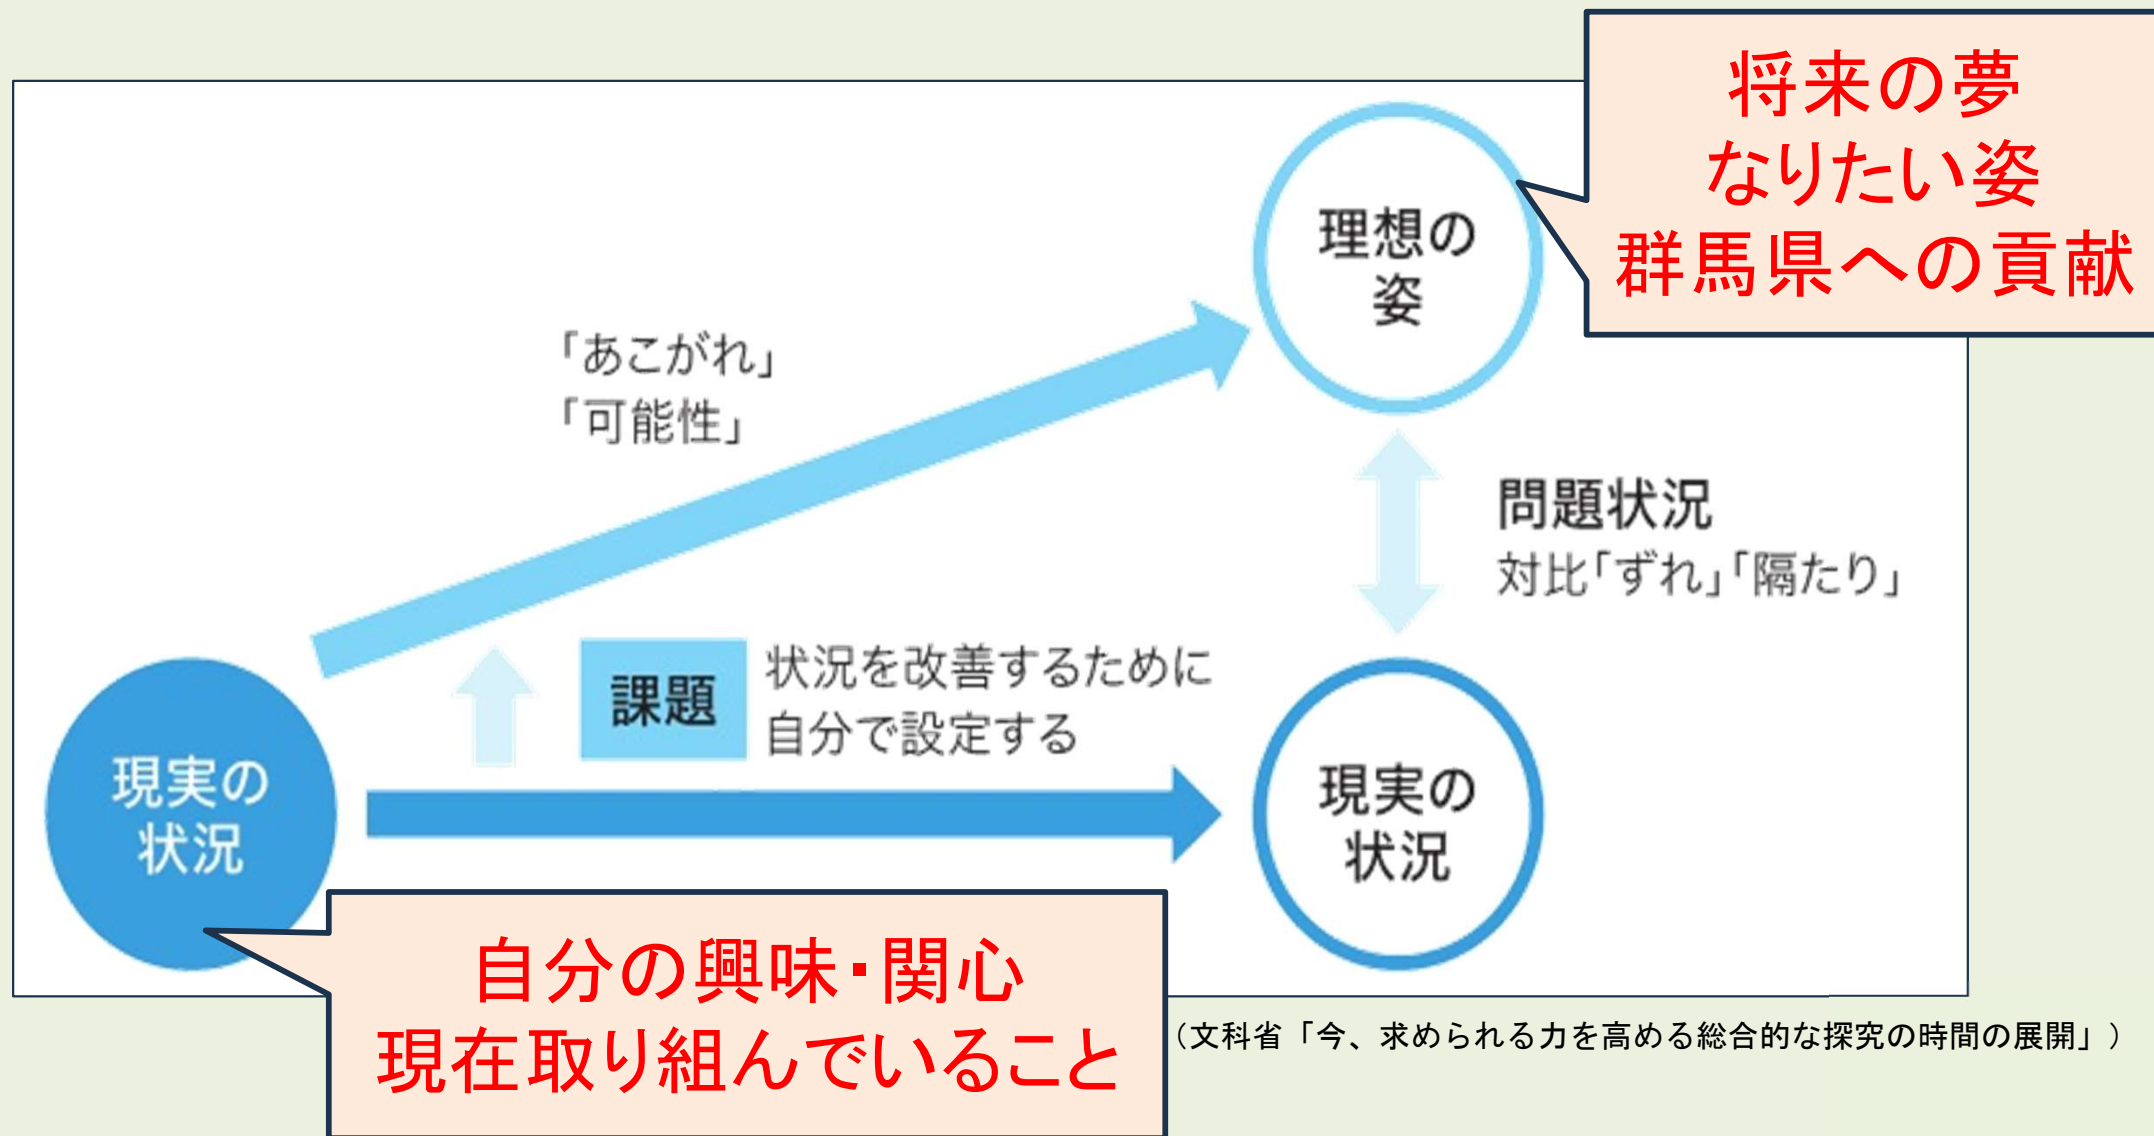 将来の夢
なりたい姿
群馬県への貢献
理想の
姿
「あこがれ」
「可能性」
問題状況
対比「ずれ」「隔たり」
課題
状況を改善するために
自分で設定する
現実の
状況
現実の
状況
自分の興味・関心
現在取り組んでいること
（文科省「今、求められる力を高める総合的な探究の時間の展開」）